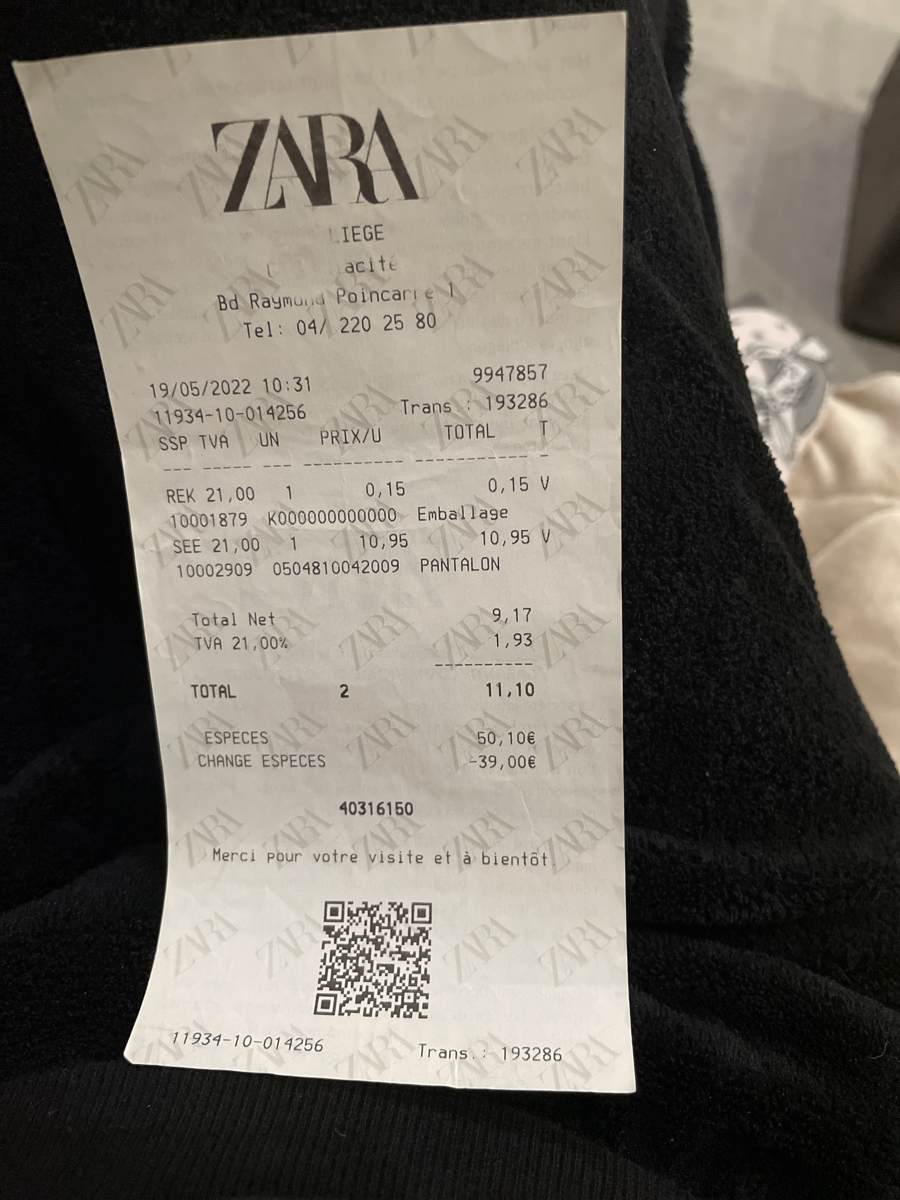 ZARA
LIEGE
Bd Raymond Poincarre 1
Tel: 04/ 220 25 80
19/05/2022 10:31 9947857
11934-10-014256 Trans.: 193286
SSP TVA UN PRIX/U TOTAL T
--- ----- --- ---------- ----------- -
REK 21,00 1 0,15 0,15 V
10001879 K000000000000 Emballage
SEE 21,00 1 10,95 10,95 V
10002909 0504810042009 PANTALON
Total Net 9,17
TVA 21,00% 1,93
----------
TOTAL 2 11,10
ESPECES 50,10€
CHANGE ESPECES -39,00€
40316150
Merci pour votre visite et à bientôt.
11934-10-014256 Trans.: 193286